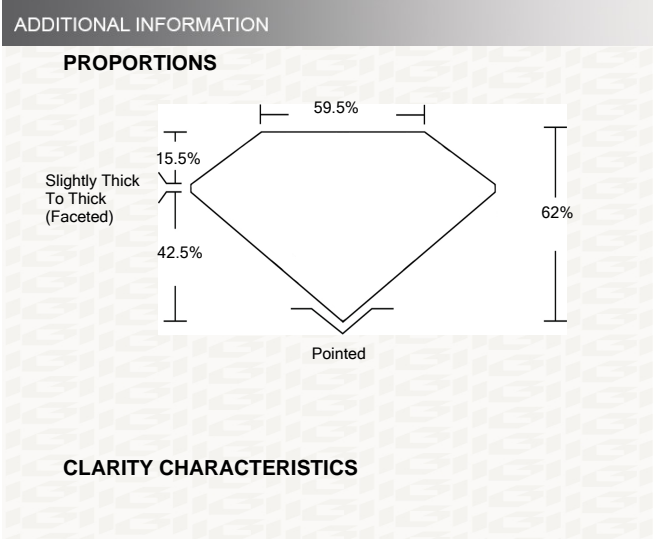 ADDITIONAL INFORMATION
PROPORTIONS
59.5%
15.5%
Slightly Thick
To Thick
(Faceted)
62%
42.5%
Pointed
CLARITY CHARACTERISTICS